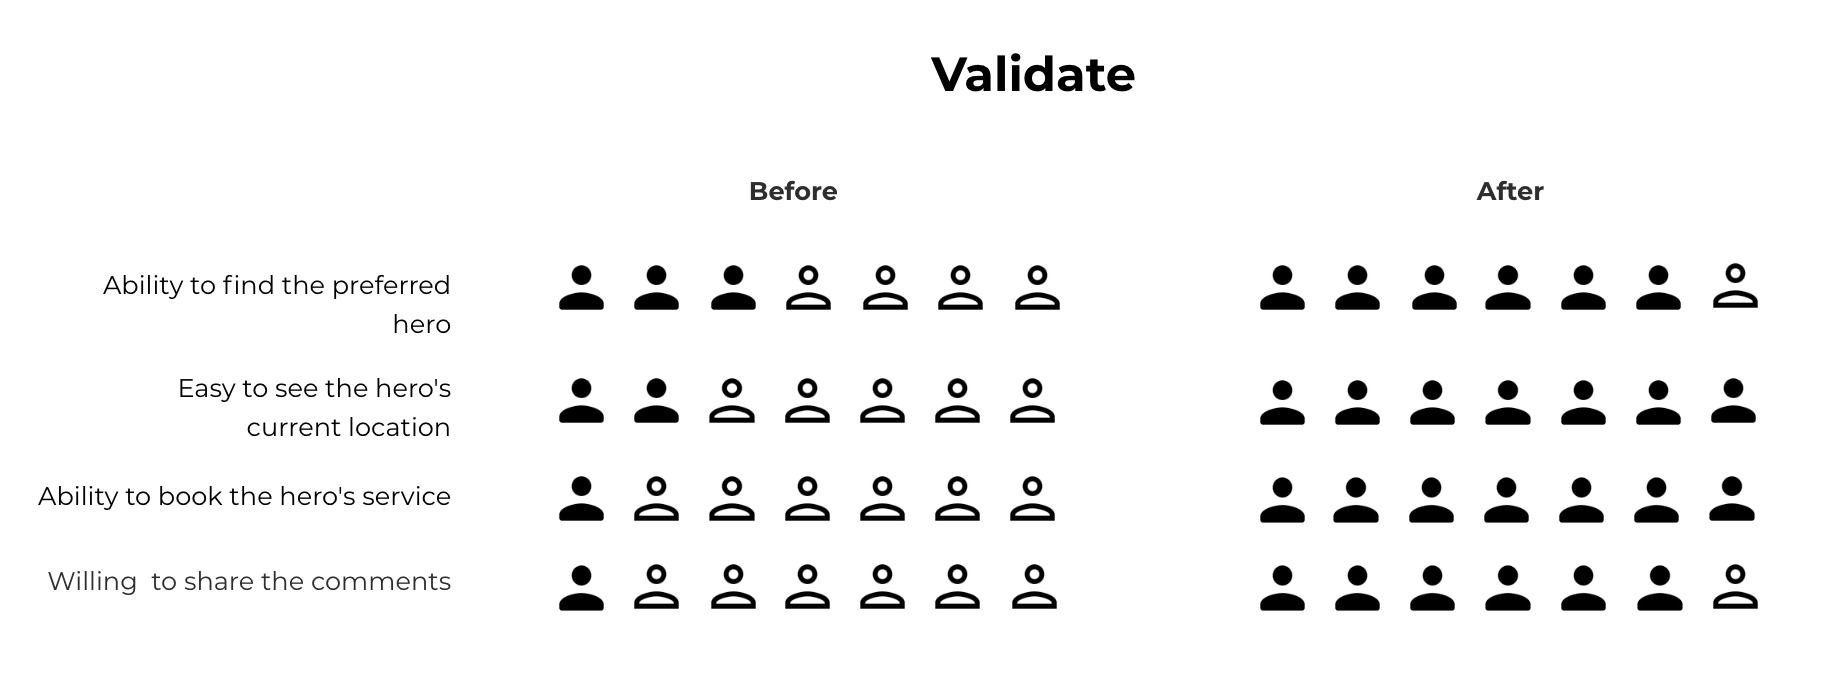 Validate
Before
After
Ability to find the preferred
hero
Easy to see the hero's
current location
Ability to book the hero's service
Willing  to share the comments